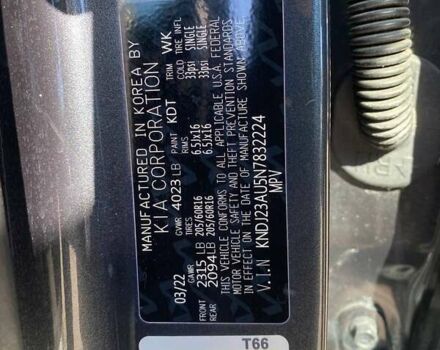 MANUFACTURED IN KOREA BY
KIA CORPORATION
03/22 GVWR 4023 LB PAINT KDT TRIM WK
GAWR TIRES RIMS COLD TIRE INFL
FRONT 2315 LB 205/60R16 6.5Jx16 33psi SINGLE
REAR 2094LB 205/60R16 6.5Jx16 33psi SINGLE
THIS VEHICLE CONFORMS TO ALL APPLICABLE U.S.A. FEDERAL
MOTOR VEHICLE SAFETY AND THEFT PREVENTION STANDARDS
IN EFFECT ON THE DATE OF MANUFACTURE SHOWN ABOVE.
V.I.N KNDJ23AU5N7832224
MPV
T66